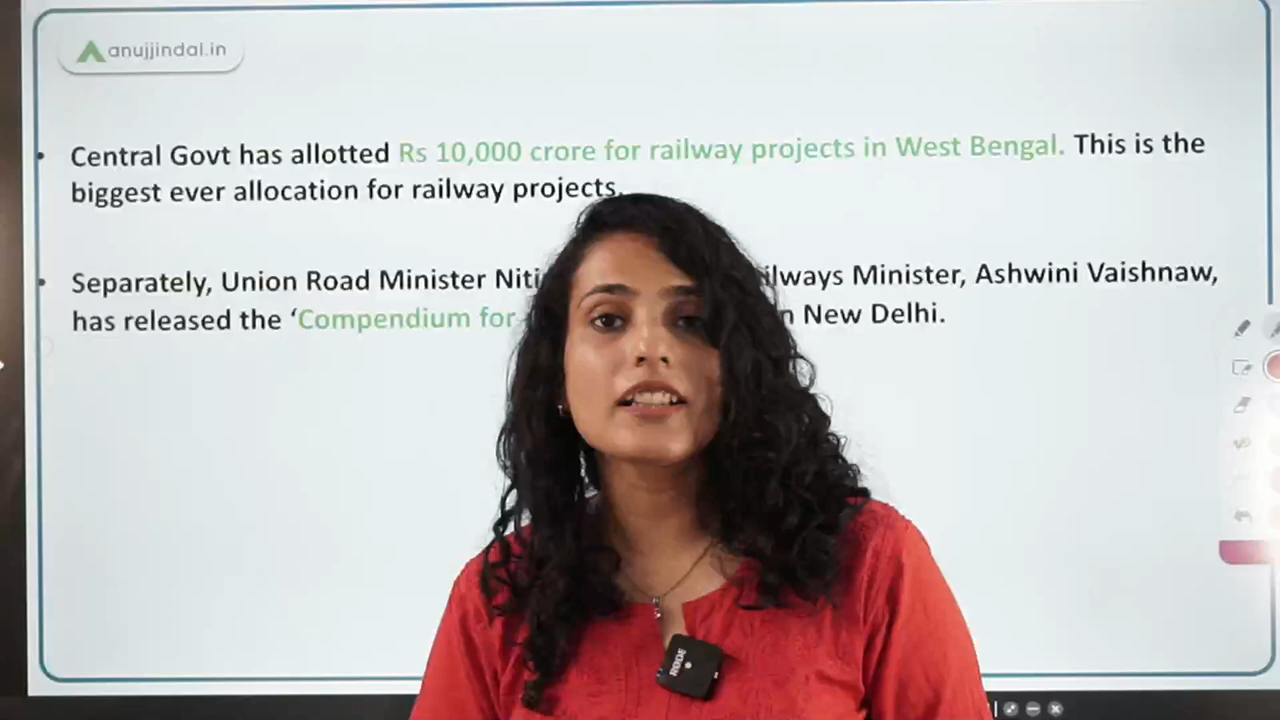 anujjindal.in
• Central Govt has allotted Rs 10,000 crore for railway projects in West Bengal. This is the
biggest ever allocation for railway projects.
• Separately, Union Road Minister Niti ilways Minister, Ashwini Vaishnaw,
has released the ‘Compendium for n New Delhi.
RODE